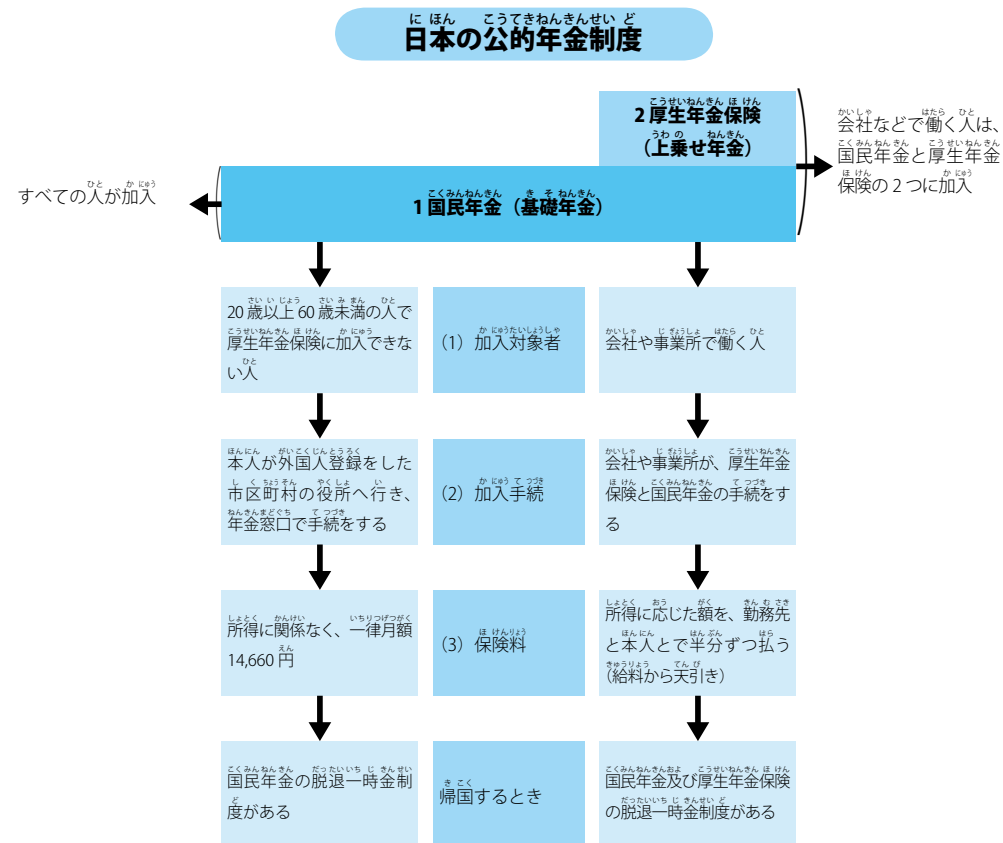 日本の公的年金制度
2 厚生年金保険
（上乗せ年金）
会社などで働く人は、
国民年金と厚生年金
保険の 2 つに加入
すべての人が加入
1 国民年金（基礎年金）
20 歳以上 60 歳未満の人で
厚生年金保険に加入できな
い人
（1）加入対象者
会社や事業所で働く人
本人が外国人登録をした
市区町村の役所へ行き、
年金窓口で手続をする
（2）加入手続
会社や事業所が、厚生年金
保険と国民年金の手続をす
る
所得に関係なく、一律月額
14,660 円
（3）保険料
所得に応じた額を、勤務先
と本人とで半分ずつ払う
（給料から天引き）
国民年金の脱退一時金制
度がある
帰国するとき
国民年金及び厚生年金保険
の脱退一時金制度がある